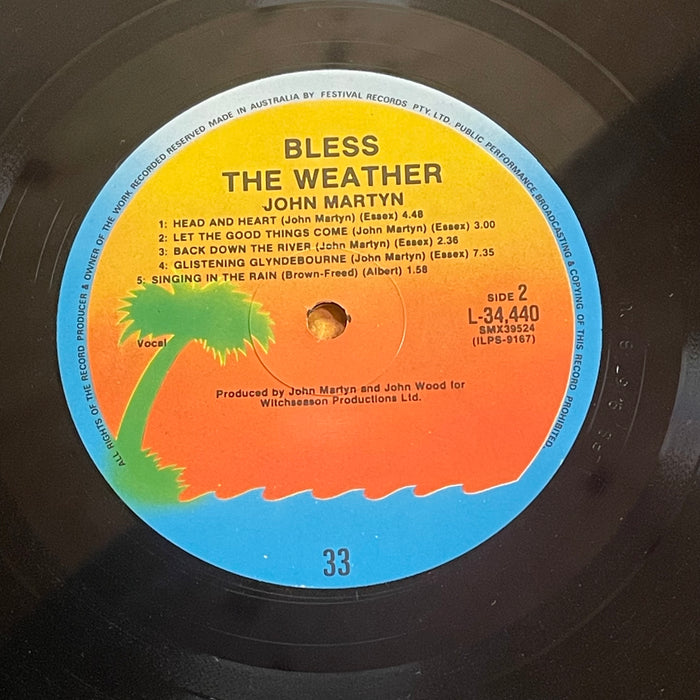 ALL RIGHTS OF THE RECORD PRODUCER & OWNER OF THE WORK RECORDED RESERVED MADE IN AUSTRALIA BY FESTIVAL RECORDS PTY. LTD. PUBLIC PERFORMANCE, BROADCASTING & COPYING OF THIS RECORD PROHIBITED.
BLESS
THE WEATHER
JOHN MARTYN
1: HEAD AND HEART (John Martyn) (Essex) 4.48
2: LET THE GOOD THINGS COME (John Martyn) (Essex) 3.00
3: BACK DOWN THE RIVER (John Martyn) (Essex) 2.36
4: GLISTENING GLYNDEBOURNE (John Martyn) (Essex) 7.35
5: SINGING IN THE RAIN (Brown-Freed) (Albert) 1.58
SIDE 2
L-34,440
SMX39524
(ILPS-9167)
Vocal
Produced by John Martyn and John Wood for
Witchseason Productions Ltd.
33